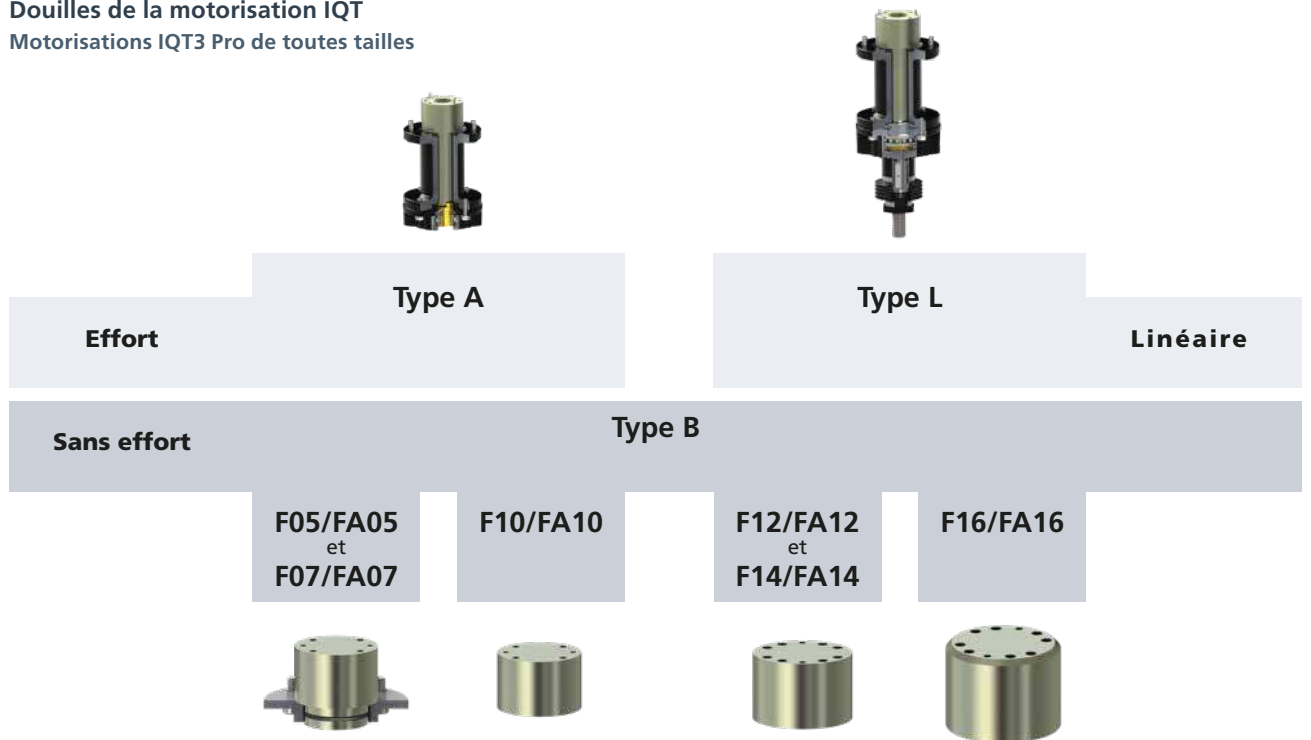 Douilles de la motorisation IQT
Motorisations IQT3 Pro de toutes tailles
Type A
Type L
Effort
Linéaire
Type B
Sans effort
F05/FA05
et
F07/FA07
F10/FA10
F12/FA12
et
F14/FA14
F16/FA16